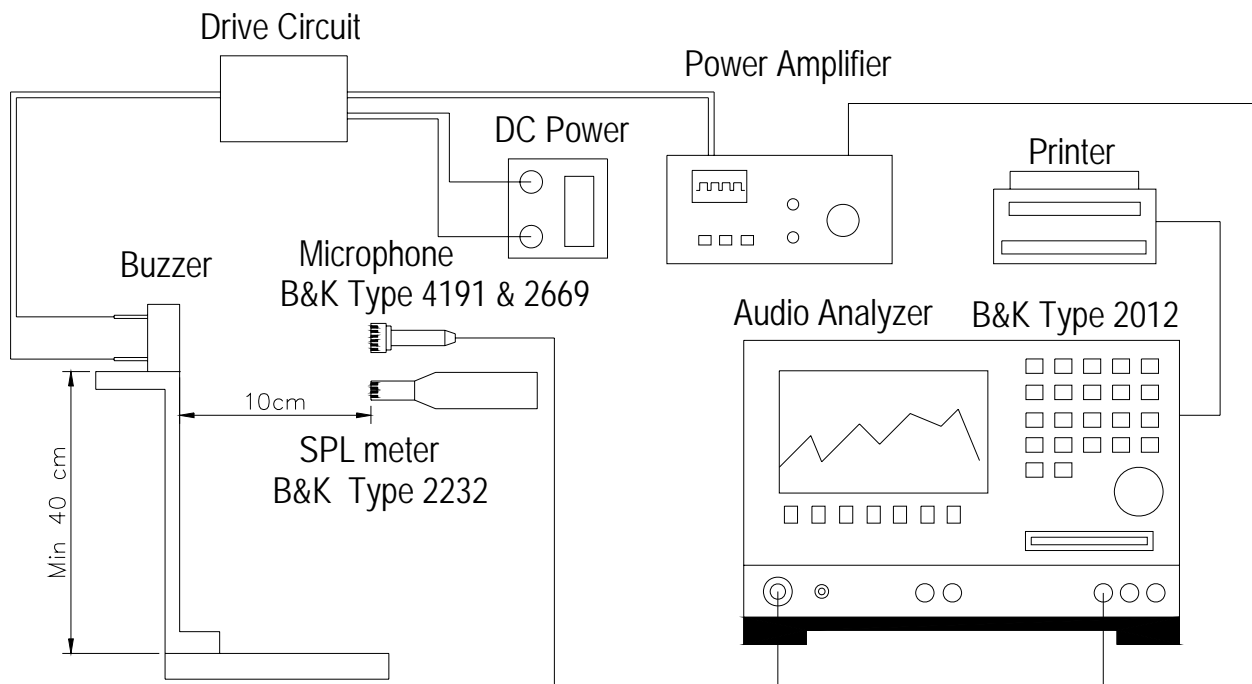 Drive Circuit
Power Amplifier
DC Power
Printer
Buzzer
Microphone
B&K Type 4191 & 2669
Audio Analyzer
B&K Type 2012
10cm
SPL meter
B&K Type 2232
Min 40 cm